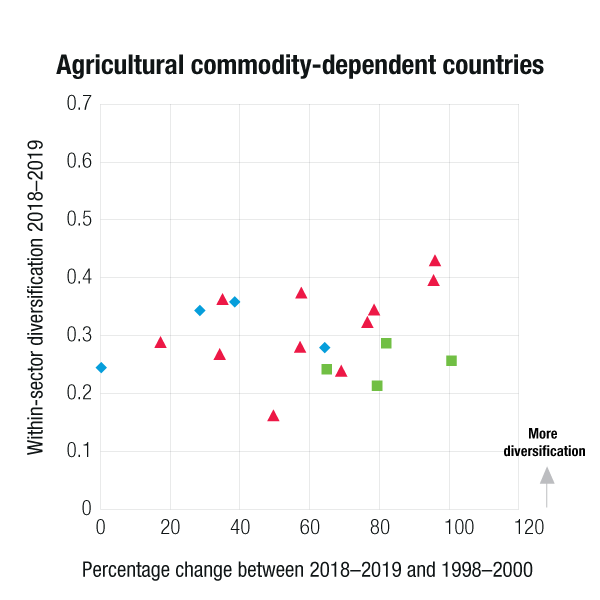 Agricultural commodity-dependent countries
Within-sector diversification 2018–2019
0.7
0.6
0.5
0.4
0.3
0.2
0.1
0
0 20 40 60 80 100 120
Percentage change between 2018–2019 and 1998–2000
More
diversification